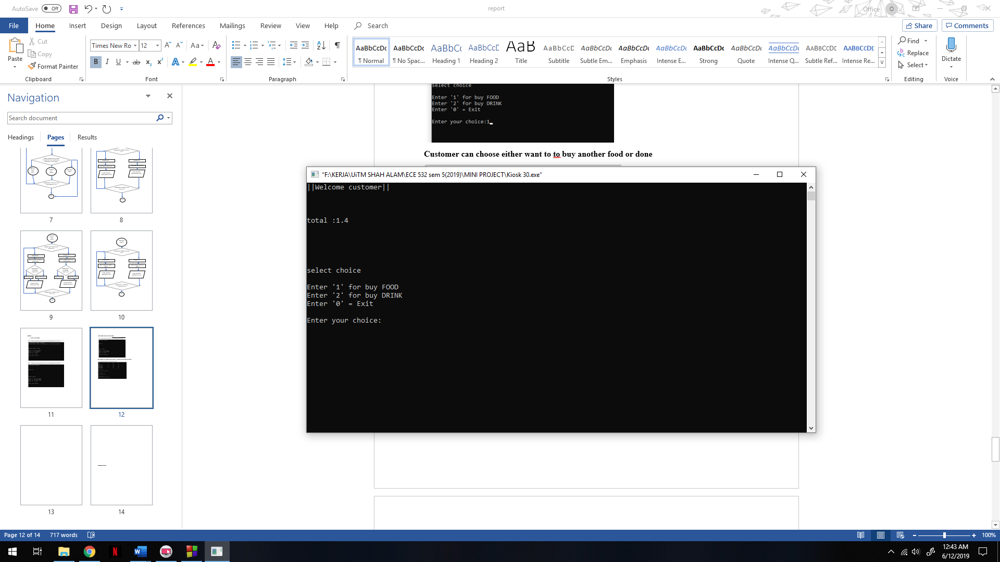 AutoSave Off
report
Office O
File Home Insert Design Layout References Mailings Review View Help Search Share Comments
Paste Cut
Copy
Format Painter
Clipboard
Times New Ro 12 Aa
B I U ab x₂ x² A A
Font
Paragraph
AaBbCcDc AaBbCcDc AaBbCc AaBbCcD AaB AaBbCcD AaBbCcDc AaBbCcDc AaBbCcDc AaBbCcDc AaBbCcDc AaBbCcDc AABBCCDE AABBCCDE
¶ Normal ¶ No Spac... Heading 1 Heading 2 Title Subtitle Subtle Em... Emphasis Intense E... Strong Quote Intense Q... Subtle Ref... Intense Re...
Styles
Find
Replace
Select
Editing
Dictate
Voice
Navigation
Search document
Headings Pages Results
7 8
9 10
11 12
13 14
select choice
Enter '1' for buy FOOD
Enter '2' for buy DRINK
Enter '0' = Exit
Enter your choice:1
Customer can choose either want to to buy another food or done
"F:\KERJA\UiTM SHAH ALAM\ECE 532 sem 5(2019)\MINI PROJECT\Kiosk 30.exe"
||Welcome customer||
total :1.4
select choice
Enter '1' for buy FOOD
Enter '2' for buy DRINK
Enter '0' = Exit
Enter your choice:
Page 12 of 14 717 words 100%
12:43 AM
6/12/2019